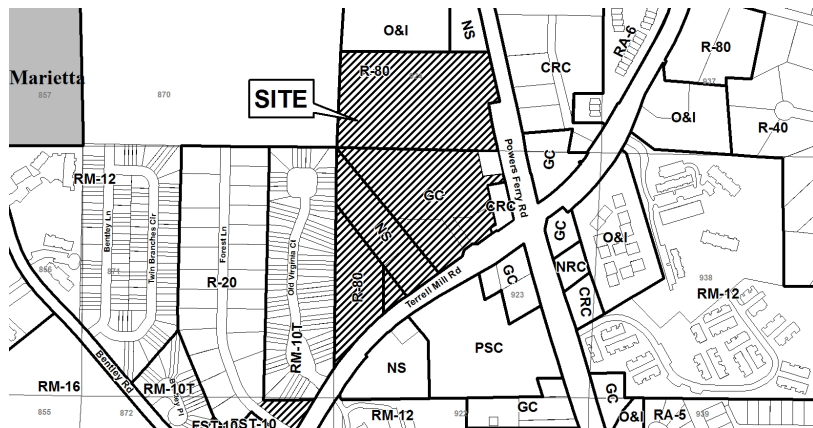 O&I
NS
RA-6
R-80
Marietta
857
870
R-80
SITE
CRC
937
O&I
R-40
GC
Powers Ferry Rd
RM-12
Bentley Ln
Twin Branches Cir
Forest Ln
Old Virginia Ct
GC
NS
CRC
GC
O&I
R-20
R-80
Terrell Mill Rd
GC
NRC
CRC
856
871
923
938
RM-12
PSC
NS
Bentley Rd
RM-10T
RM-16
RM-10T
GC
GC
855
872
RM-12
O&I
RA-5
939